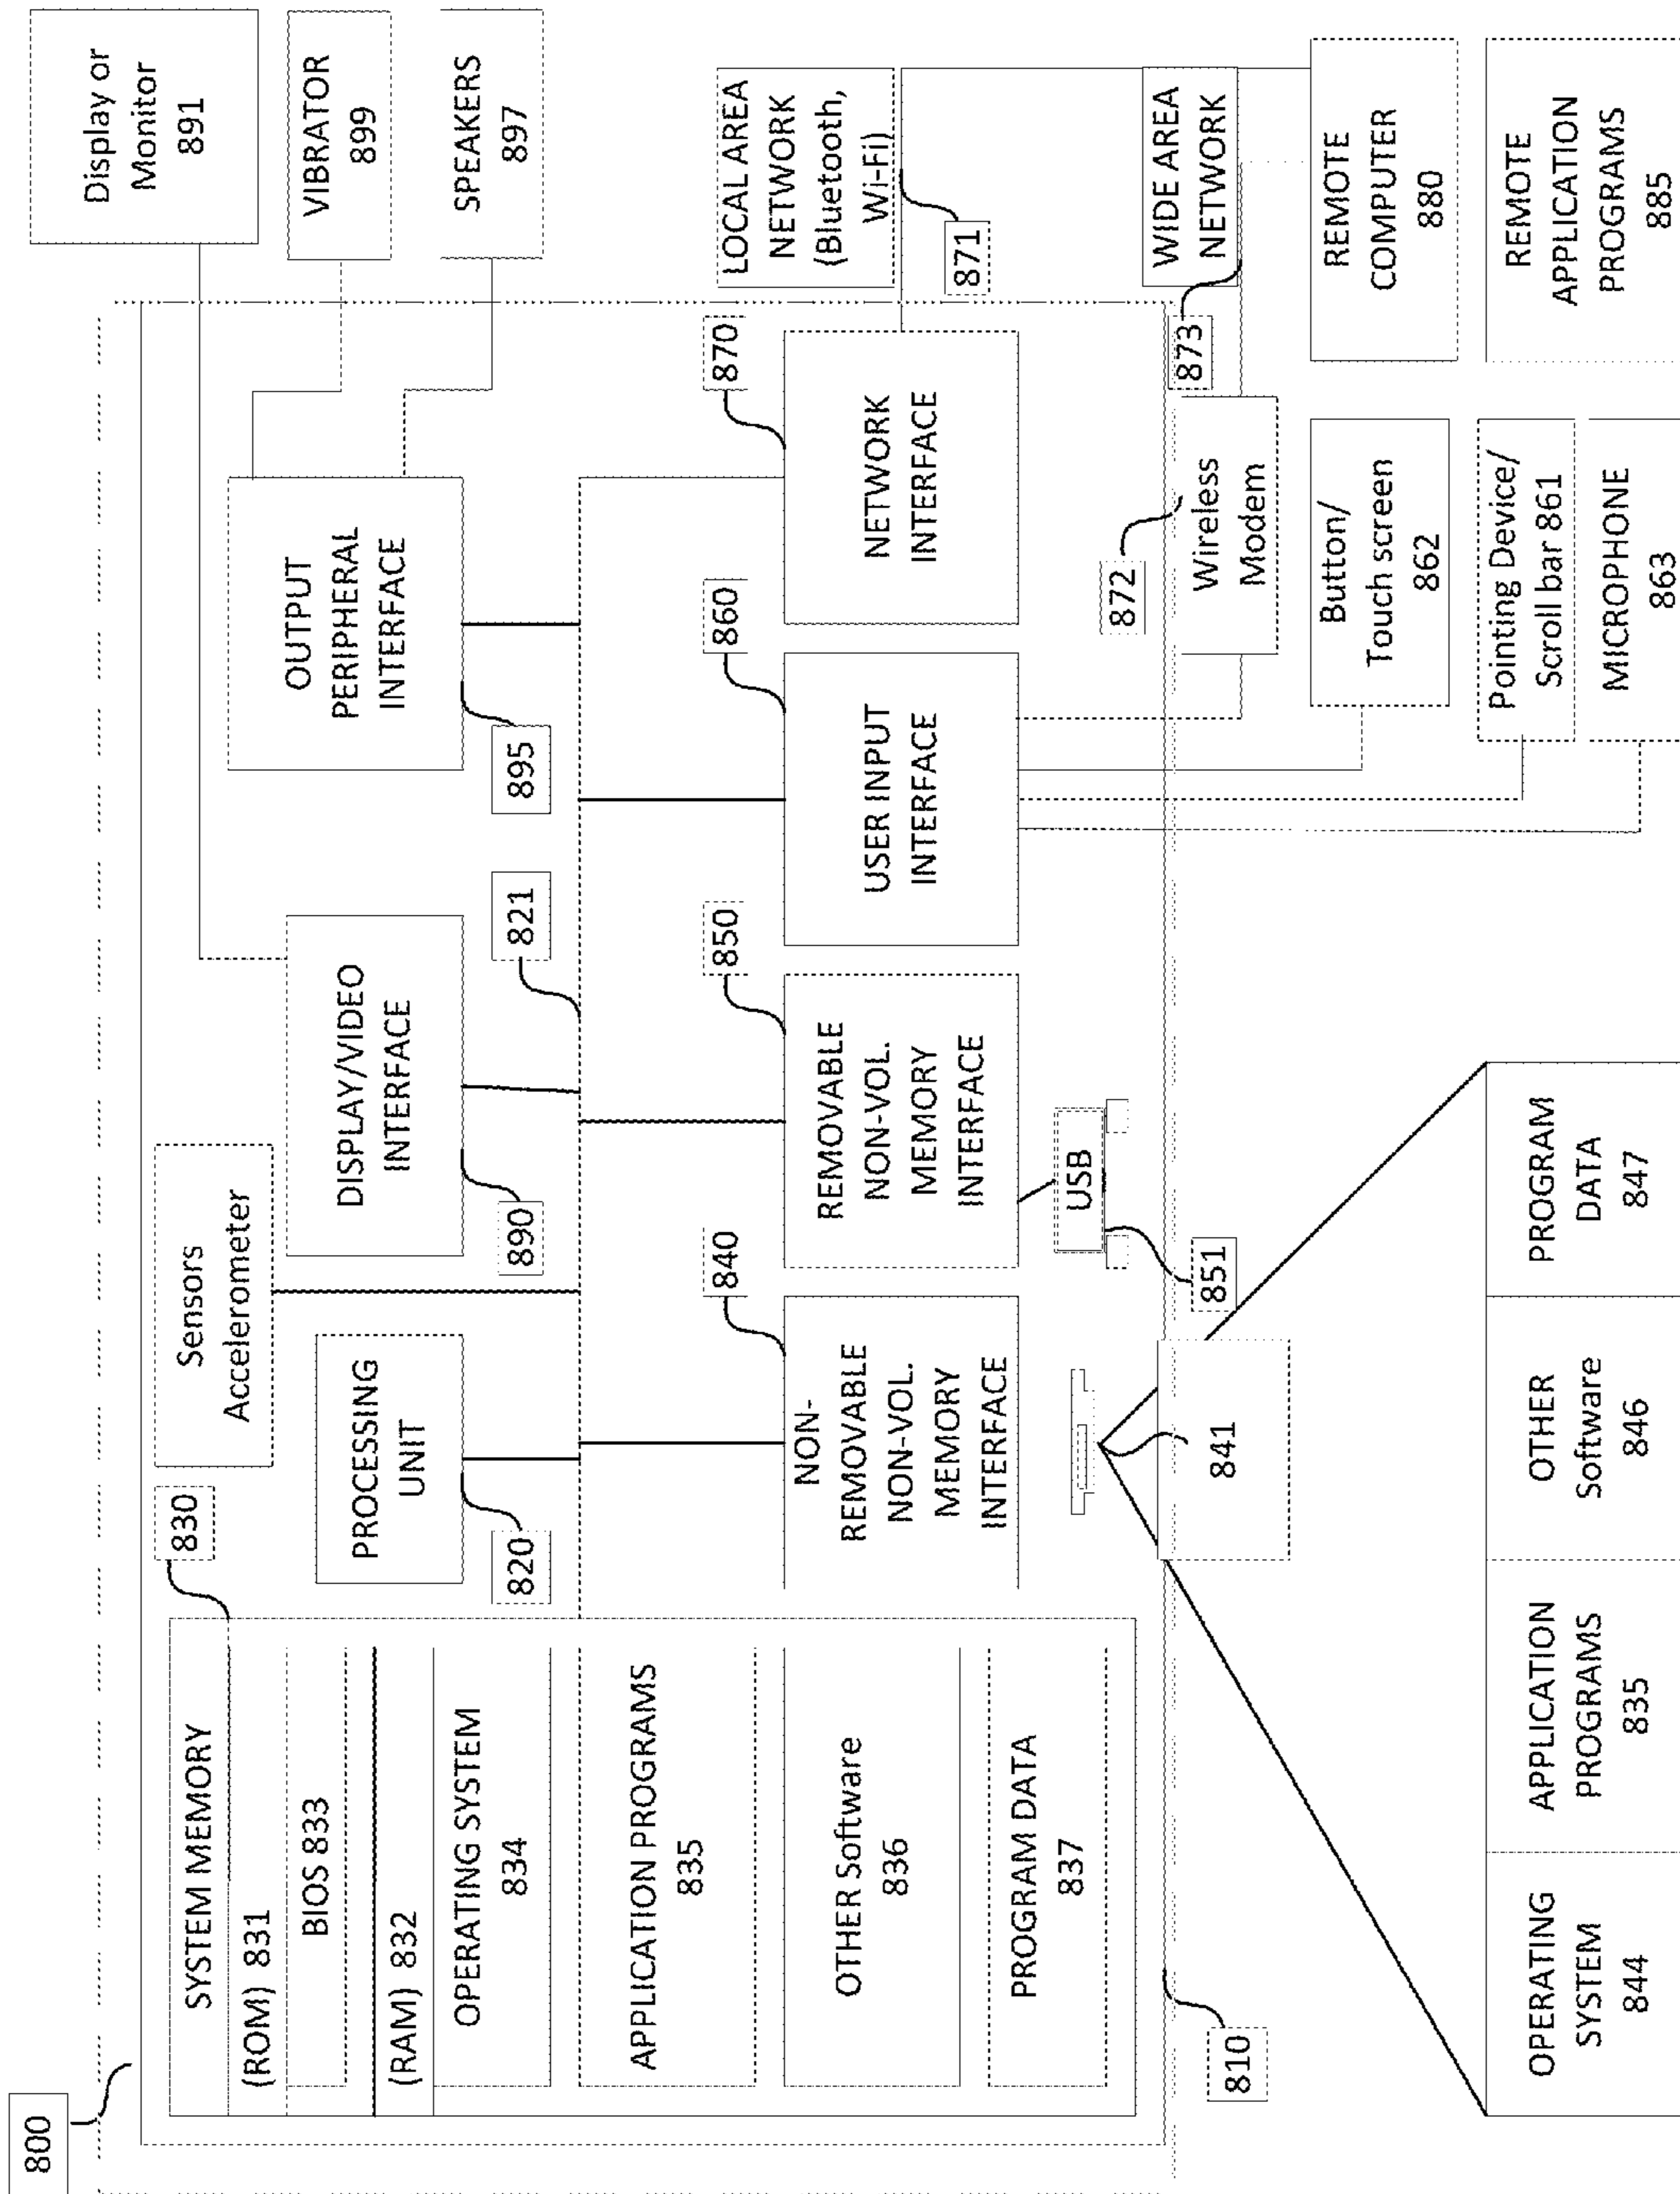 800
SYSTEM MEMORY
(ROM) 831
BIOS 833
(RAM) 832
OPERATING SYSTEM
834
APPLICATION PROGRAMS
835
OTHER Software
836
PROGRAM DATA
837
830
Sensors
Accelerometer
PROCESSING
UNIT
820
DISPLAY/VIDEO
INTERFACE
890
821
OUTPUT
PERIPHERAL
INTERFACE
895
Display or
Monitor
891
VIBRATOR
899
SPEAKERS
897
840
NON-
REMOVABLE
NON-VOL.
MEMORY
INTERFACE
850
REMOVABLE
NON-VOL.
MEMORY
INTERFACE
860
USER INPUT
INTERFACE
870
NETWORK
INTERFACE
LOCAL AREA
NETWORK
(Bluetooth,
Wi-Fi)
871
WIDE AREA
NETWORK
873
USB
851
841
872
Wireless
Modem
810
Button/
Touch screen
862
REMOTE
COMPUTER
880
Pointing Device/
Scroll bar 861
MICROPHONE
863
REMOTE
APPLICATION
PROGRAMS
885
OPERATING
SYSTEM
844
APPLICATION
PROGRAMS
835
OTHER
Software
846
PROGRAM
DATA
847